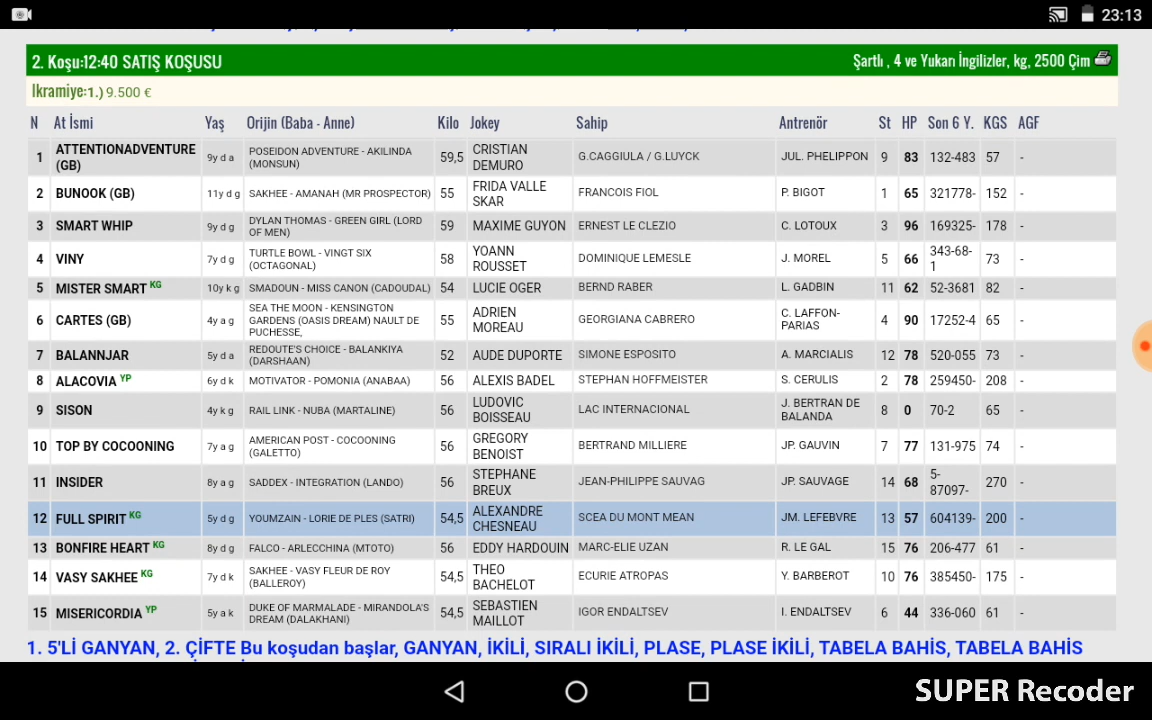 23:13
2. Koşu:12:40 SATIŞ KOŞUSU Şartlı , 4 ve Yukarı İngilizler, kg, 2500 Çim
Ikramiye:1.) 9.500 €
N At İsmi Yaş Orijin (Baba - Anne) Kilo Jokey Sahip Antrenör St HP Son 6 Y. KGS AGF
1 ATTENTIONADVENTURE (GB) 9y d a POSEIDON ADVENTURE - AKILINDA (MONSUN) 59,5 CRISTIAN DEMURO G.CAGGIULA / G.LUYCK JUL. PHELIPPON 9 83 132-483 57 -
2 BUNOOK (GB) 11y d g SAKHEE - AMANAH (MR PROSPECTOR) 55 FRIDA VALLE SKAR FRANCOIS FIOL P. BIGOT 1 65 321778- 152 -
3 SMART WHIP 9y d g DYLAN THOMAS - GREEN GIRL (LORD OF MEN) 59 MAXIME GUYON ERNEST LE CLEZIO C. LOTOUX 3 96 169325- 178 -
4 VINY 7y d g TURTLE BOWL - VINGT SIX (OCTAGONAL) 58 YOANN ROUSSET DOMINIQUE LEMESLE J. MOREL 5 66 343-68-1 73 -
5 MISTER SMART KG 10y k g SMADOUN - MISS CANON (CADOUDAL) 54 LUCIE OGER BERND RABER L. GADBIN 11 62 52-3681 82 -
6 CARTES (GB) 4y a g SEA THE MOON - KENSINGTON GARDENS (OASIS DREAM) NAULT DE PUCHESSE, 55 ADRIEN MOREAU GEORGIANA CABRERO C. LAFFON-PARIAS 4 90 17252-4 65 -
7 BALANNJAR 5y d a REDOUTE'S CHOICE - BALANKIYA (DARSHAAN) 52 AUDE DUPORTE SIMONE ESPOSITO A. MARCIALIS 12 78 520-055 73 -
8 ALACOVIA YP 6y d k MOTIVATOR - POMONIA (ANABAA) 56 ALEXIS BADEL STEPHAN HOFFMEISTER S. CERULIS 2 78 259450- 208 -
9 SISON 4y k g RAIL LINK - NUBA (MARTALINE) 56 LUDOVIC BOISSEAU LAC INTERNACIONAL J. BERTRAN DE BALANDA 8 0 70-2 65 -
10 TOP BY COCOONING 7y a g AMERICAN POST - COCOONING (GALETTO) 56 GREGORY BENOIST BERTRAND MILLIERE JP. GAUVIN 7 77 131-975 74 -
11 INSIDER 8y a g SADDEX - INTEGRATION (LANDO) 56 STEPHANE BREUX JEAN-PHILIPPE SAUVAG JP. SAUVAGE 14 68 5-87097- 270 -
12 FULL SPIRIT KG 5y d g YOUMZAIN - LORIE DE PLES (SATRI) 54,5 ALEXANDRE CHESNEAU SCEA DU MONT MEAN JM. LEFEBVRE 13 57 604139- 200 -
13 BONFIRE HEART KG 8y d g FALCO - ARLECCHINA (MTOTO) 56 EDDY HARDOUIN MARC-ELIE UZAN R. LE GAL 15 76 206-477 61 -
14 VASY SAKHEE KG 7y d k SAKHEE - VASY FLEUR DE ROY (BALLEROY) 54,5 THEO BACHELOT ECURIE ATROPAS Y. BARBEROT 10 76 385450- 175 -
15 MISERICORDIA YP 5y a k DUKE OF MARMALADE - MIRANDOLA'S DREAM (DALAKHANI) 54,5 SEBASTIEN MAILLOT IGOR ENDALTSEV I. ENDALTSEV 6 44 336-060 61 -
1. 5'Lİ GANYAN, 2. ÇİFTE Bu koşudan başlar, GANYAN, İKİLİ, SIRALI İKİLİ, PLASE, PLASE İKİLİ, TABELA BAHİS, TABELA BAHİS
SUPER Recorder